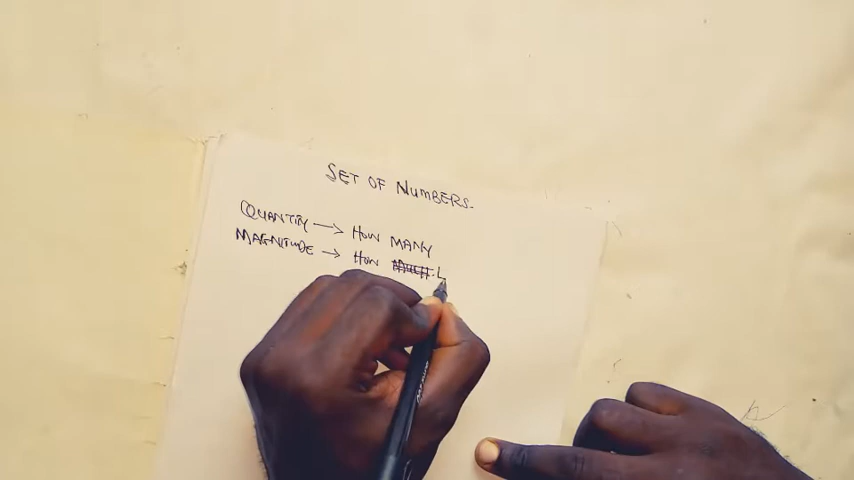 SET OF NUMBERS.
QUANTITY → HOW MANY
MAGNITUDE → HOW L